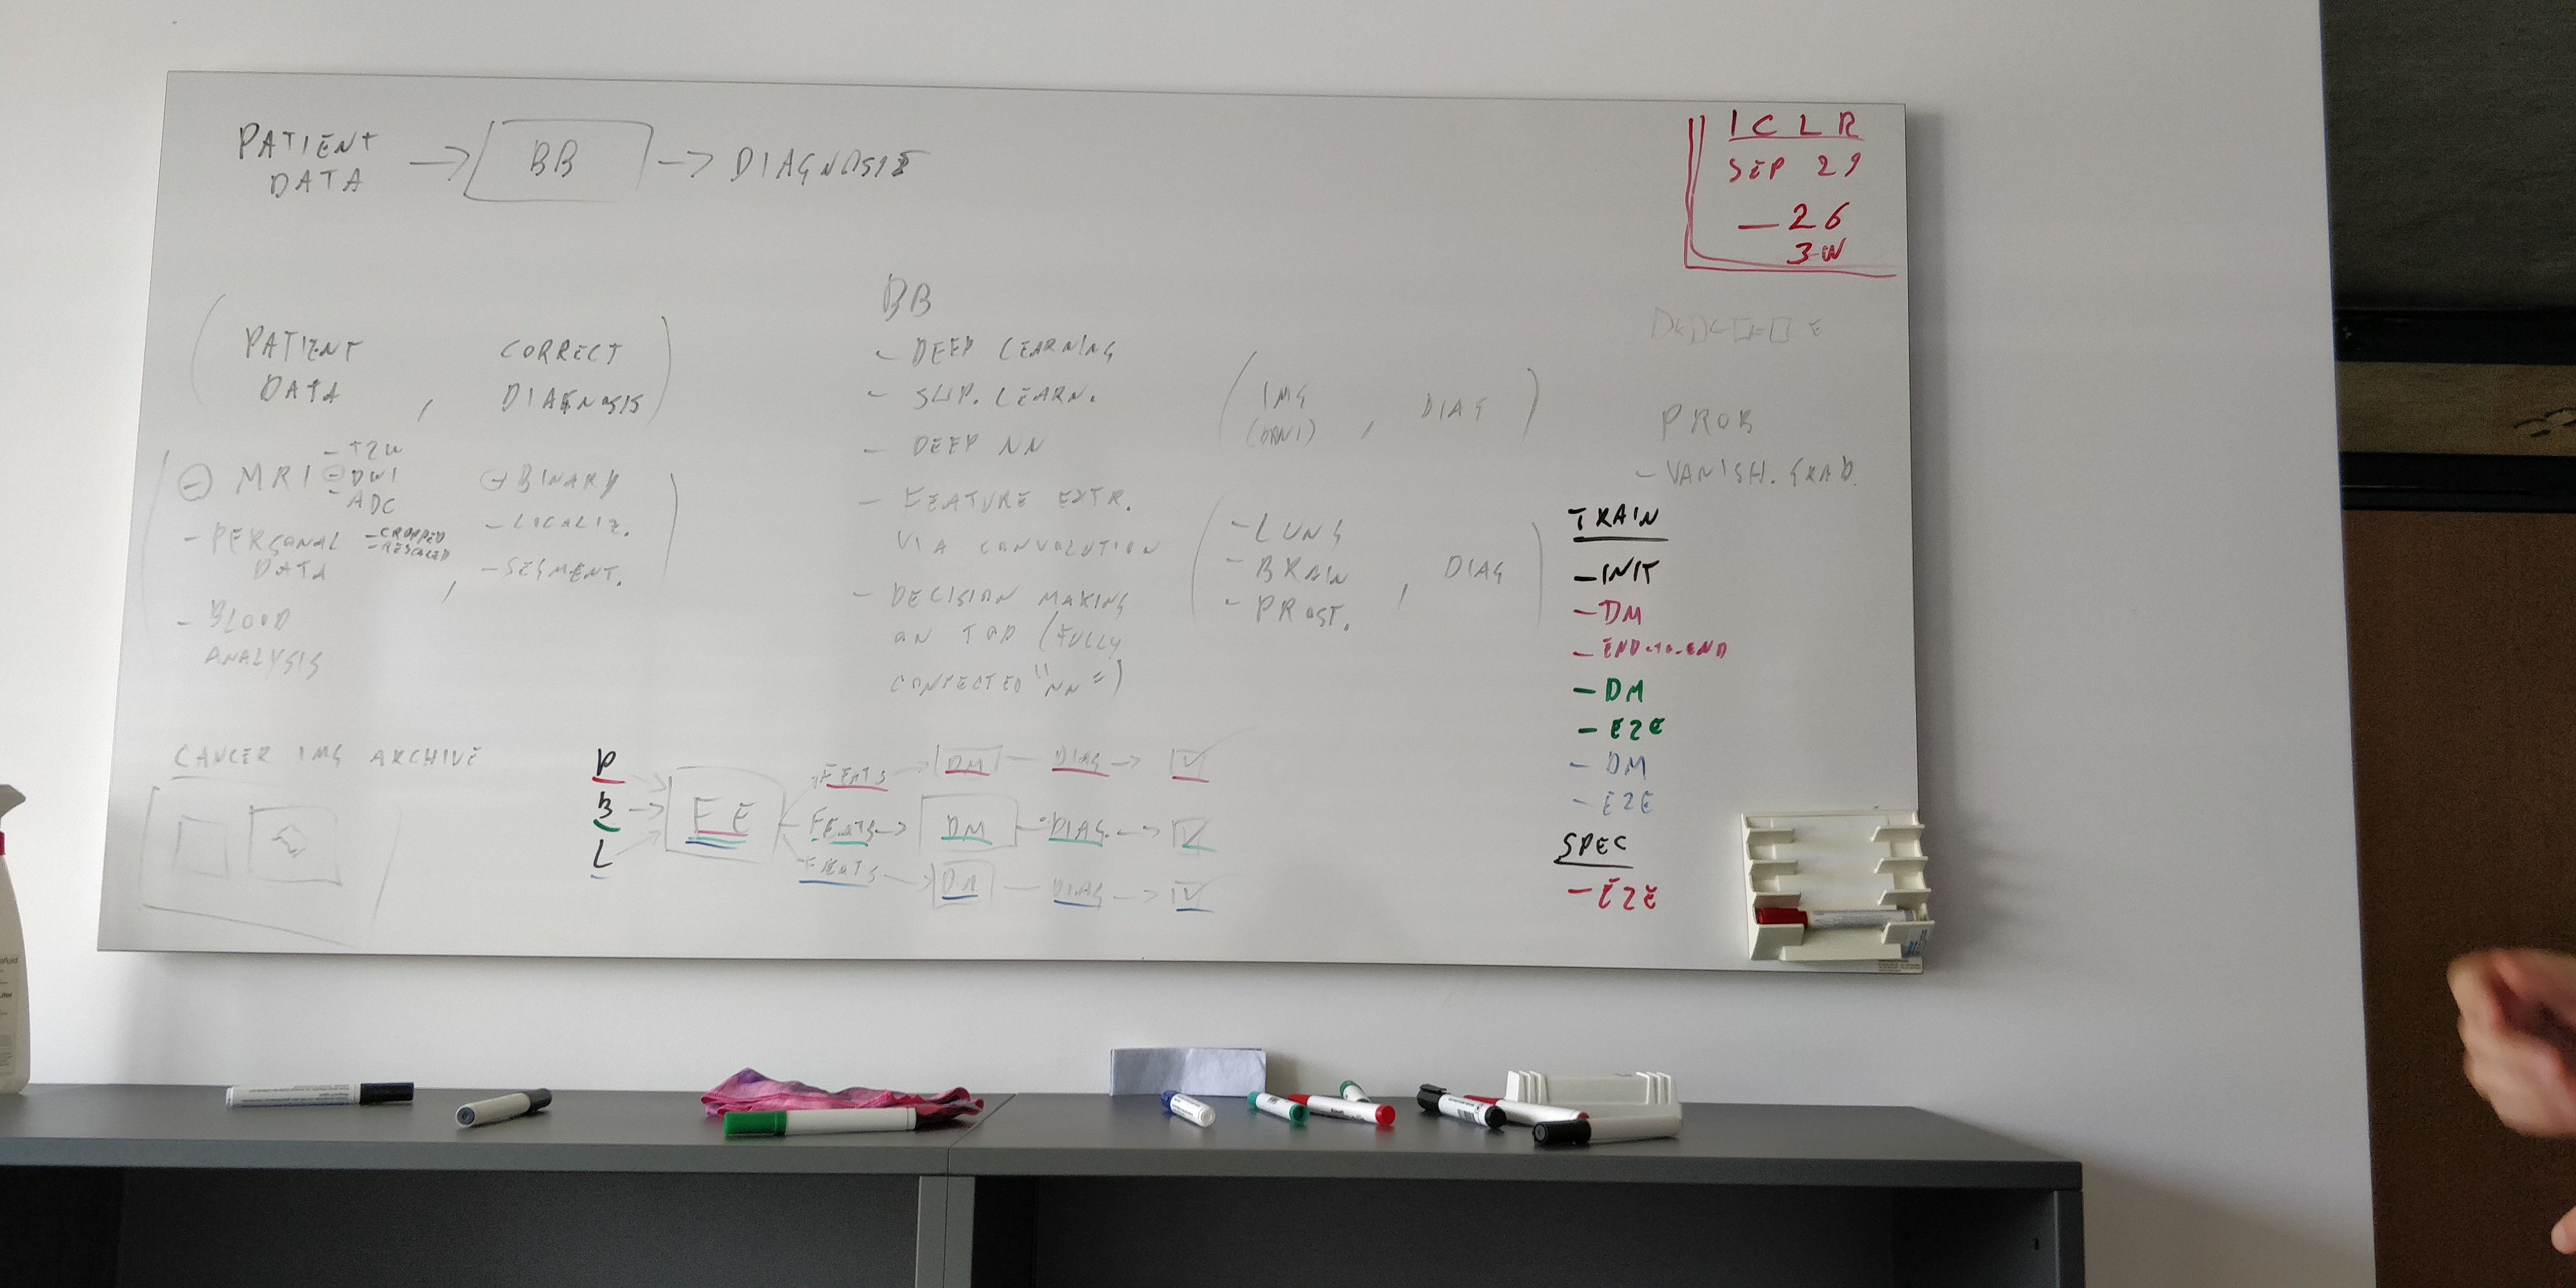 PATIENT
DATA
BB
DIAGNOSIS
ICLR
SEP 29
—26
3W
PATIENT
DATA ,
CORRECT
DIAGNOSIS
- MRI
- T2W
- DWI
- ADC
- PERSONAL
DATA
- CROPPED
- RESCALED
- BLOOD
ANALYSIS
- BINARY
- LOCALIZ.
- SEGMENT.
BB
- DEEP LEARNING
- SUP. LEARN.
- DEEP NN
- FEATURE EXTR.
VIA CONVOLUTION
- DECISION MAKING
ON TOP (FULLY
CONNECTED "NN")
( IMG , DIAG )
- LUNG
- BRAIN
- PROST.
, DIAG
PROB
- VANISH. GRAD.
TRAIN
- INIT
- DM
- END-TO-END
- DM
- E2E
- DM
- E2E
SPEC
- E2E
CANCER IMG ARCHIVE
P
B
L
FE
FEATS
DM
DIAG
FEATS
DM
DIAG.
FEATS
DM
DIAG